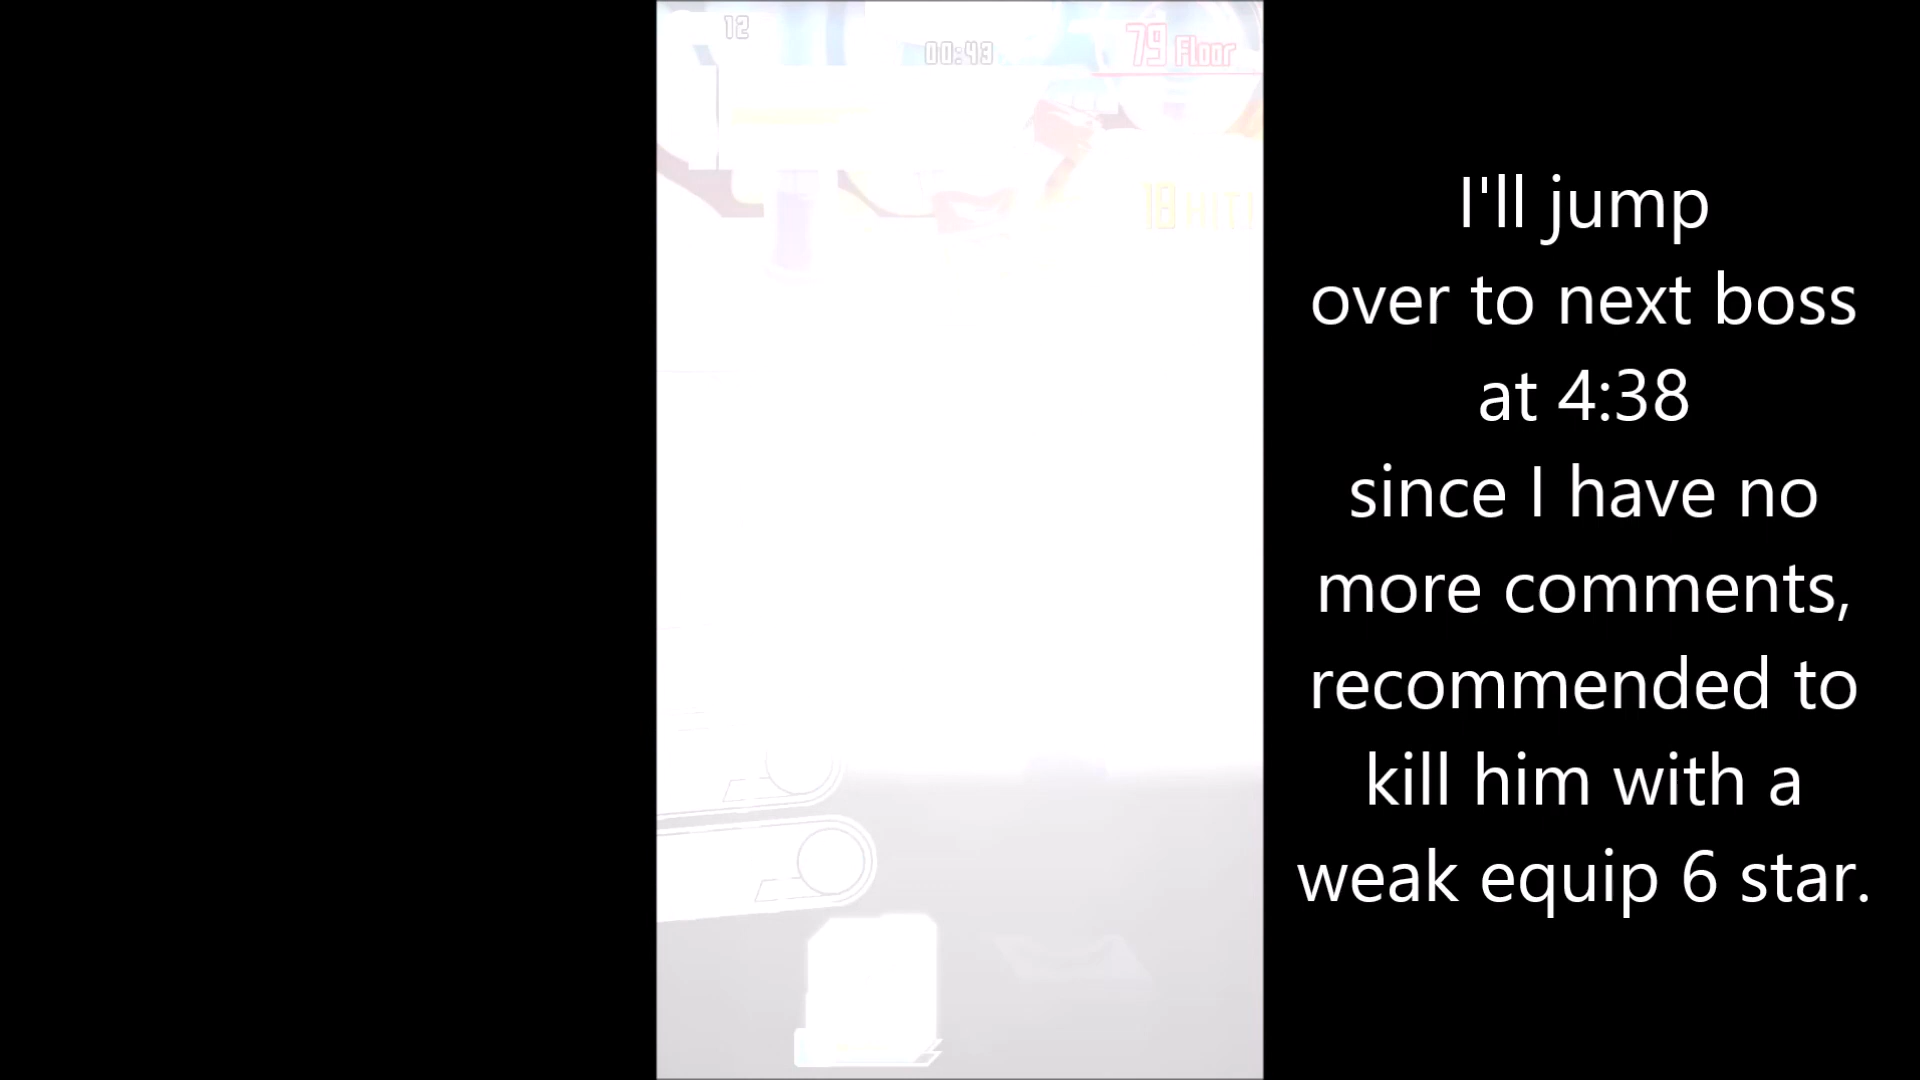 12
00:43
79 Floor
18 HIT!
I'll jump
over to next boss
at 4:38
since I have no
more comments,
recommended to
kill him with a
weak equip 6 star.